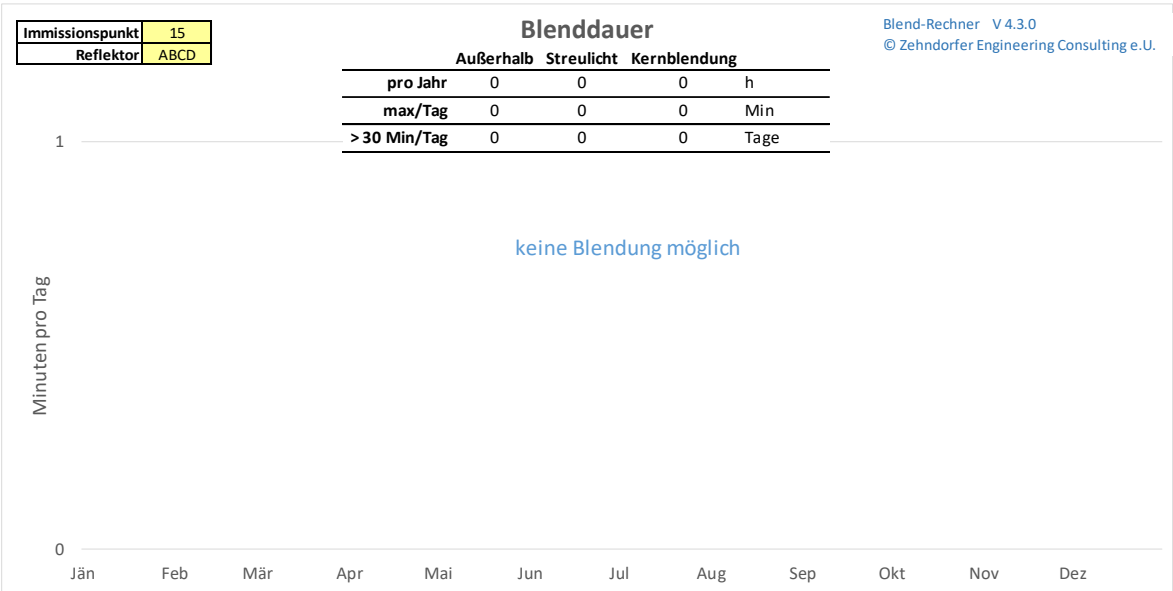 Immissionspunkt 15
Reflektor ABCD
Blenddauer
Blend-Rechner V 4.3.0
© Zehndorfer Engineering Consulting e.U.
Außerhalb Streulicht Kernblendung
pro Jahr 0 0 0 h
max/Tag 0 0 0 Min
> 30 Min/Tag 0 0 0 Tage
1
keine Blendung möglich
Minuten pro Tag
0
Jän Feb Mär Apr Mai Jun Jul Aug Sep Okt Nov Dez